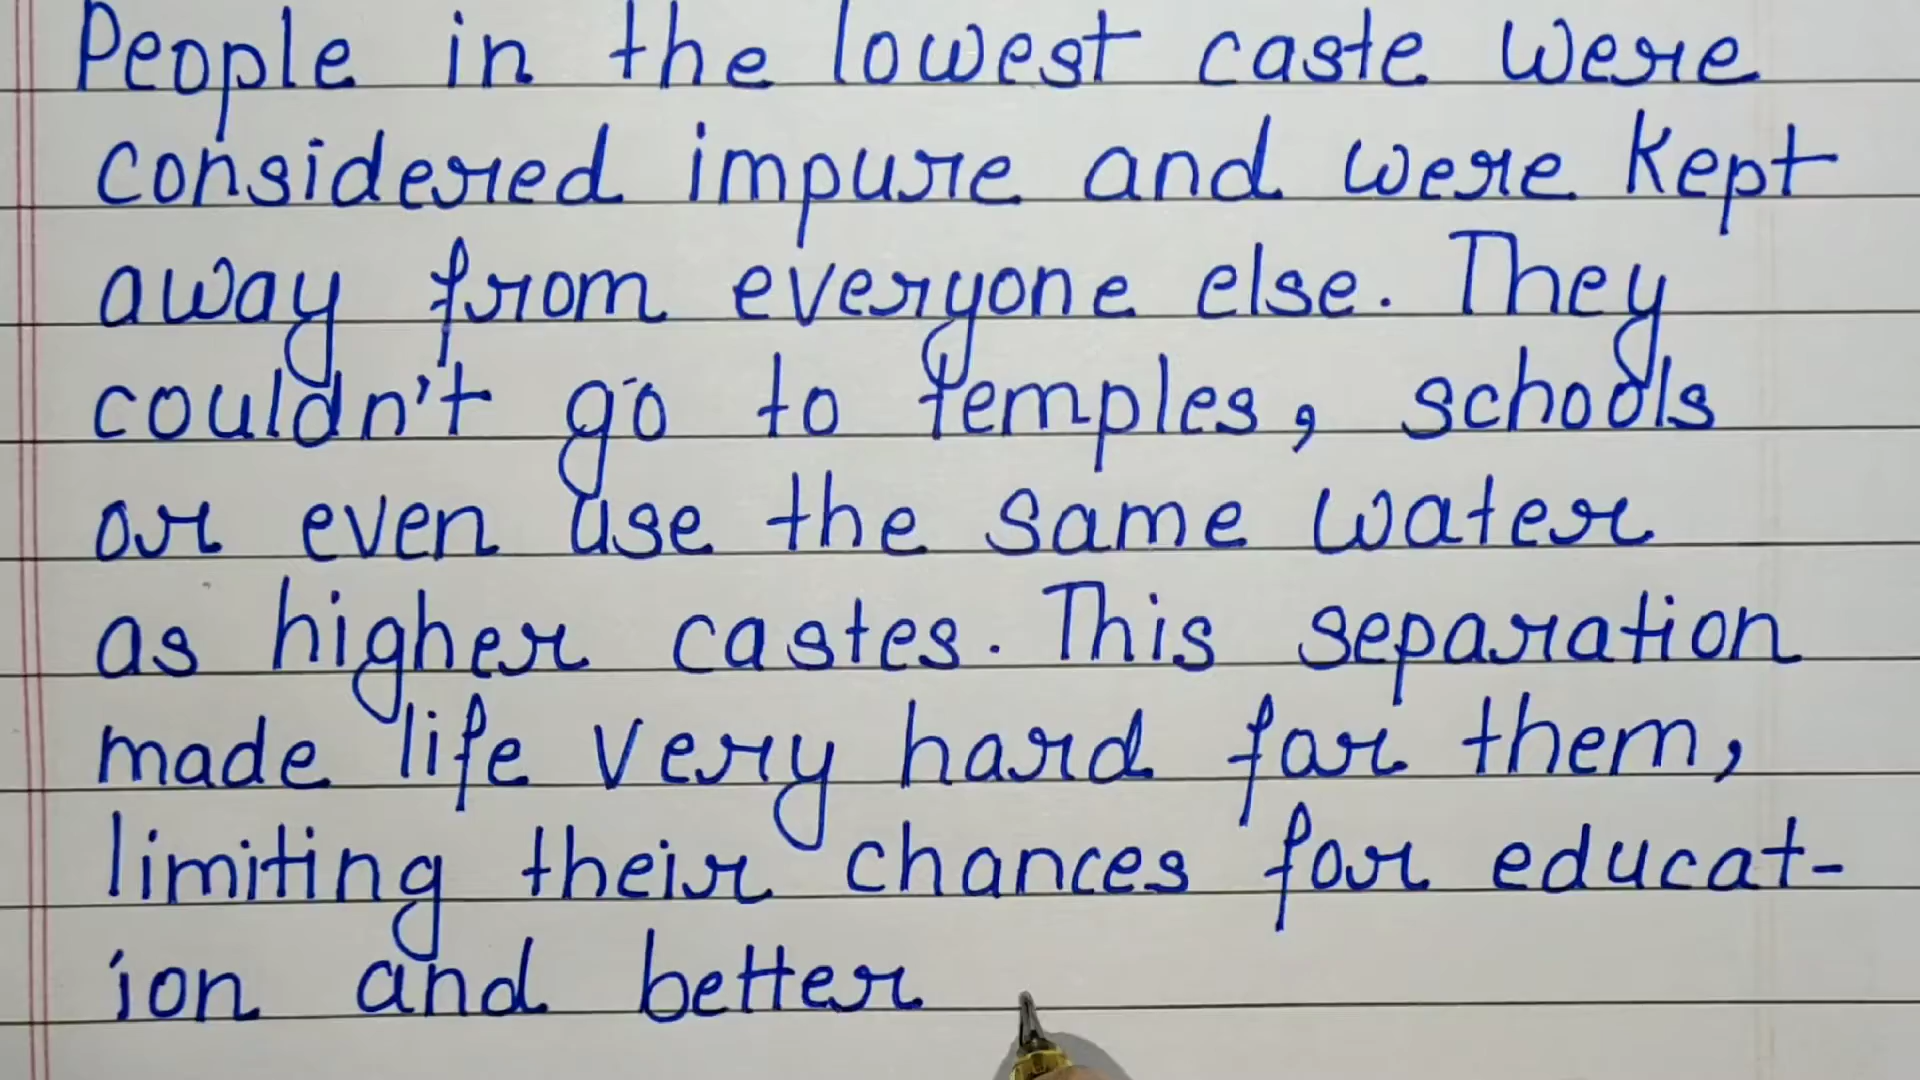 People in the lowest caste were
considered impure and were kept
away from everyone else. They
couldn't go to temples, schools
or even use the same water
as higher castes. This separation
made life very hard for them,
limiting their chances for educat-
ion and better